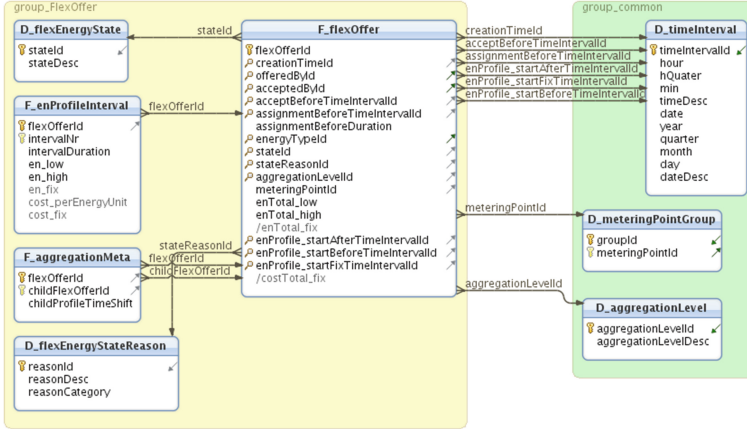 group_FlexOffer
group_common
D_flexEnergyState
stateId
stateDesc
stateId
F_enProfileInterval
flexOfferId
intervalNr
intervalDuration
en_low
en_high
en_fix
cost_perEnergyUnit
cost_fix
flexOfferId
F_aggregationMeta
flexOfferId
childFlexOfferId
childProfileTimeShift
stateReasonId
flexOfferId
childFlexOfferId
D_flexEnergyStateReason
reasonId
reasonDesc
reasonCategory
F_flexOffer
flexOfferId
creationTimeId
offeredById
acceptedById
acceptBeforeTimeIntervalId
assignmentBeforeTimeIntervalId
assignmentBeforeDuration
energyTypeId
stateId
stateReasonId
aggregationLevelId
meteringPointId
enTotal_low
enTotal_high
/enTotal_fix
enProfile_startAfterTimeIntervalId
enProfile_startBeforeTimeIntervalId
enProfile_startFixTimeIntervalId
/costTotal_fix
creationTimeId
acceptBeforeTimeIntervalId
assignmentBeforeTimeIntervalId
enProfile_startAfterTimeIntervalId
enProfile_startFixTimeIntervalId
enProfile_startBeforeTimeIntervalId
meteringPointId
aggregationLevelId
D_timeInterval
timeIntervalId
hour
hQuater
min
timeDesc
date
year
quarter
month
day
dateDesc
D_meteringPointGroup
groupId
meteringPointId
D_aggregationLevel
aggregationLevelId
aggregationLevelDesc